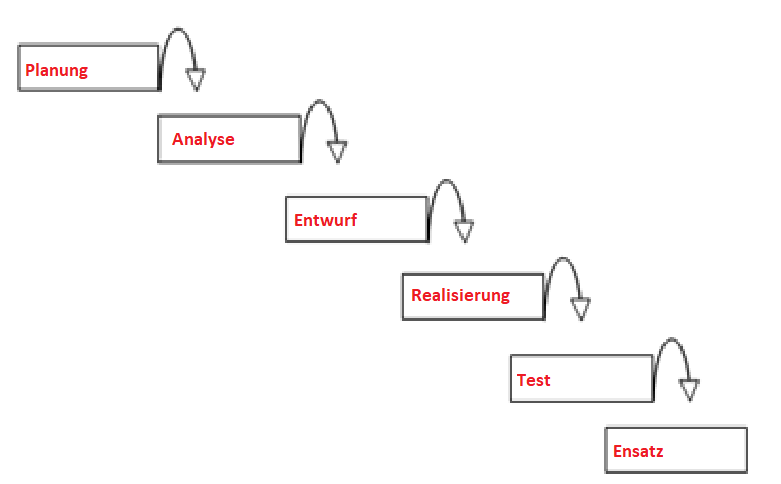 Planung
Analyse
Entwurf
Realisierung
Test
Ensatz